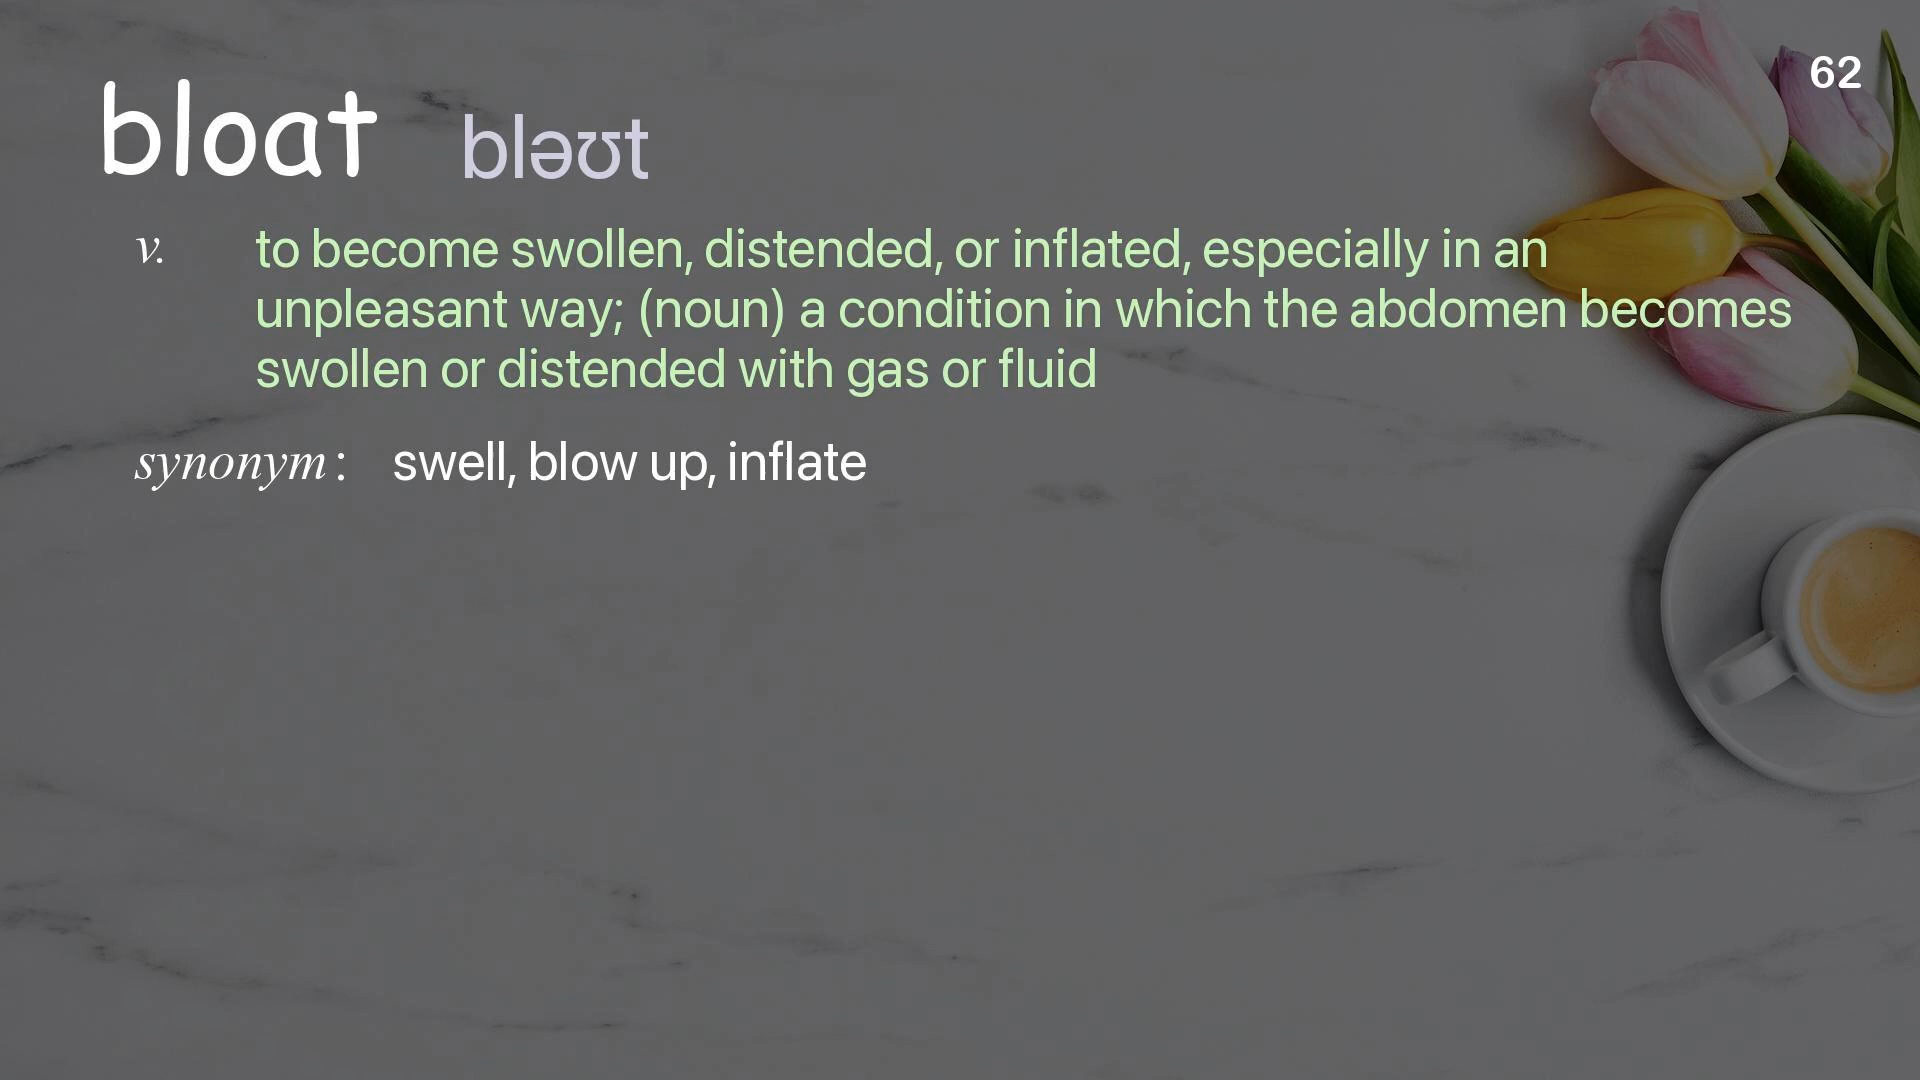 62
bloat bləʊt
v. to become swollen, distended, or inflated, especially in an
unpleasant way; (noun) a condition in which the abdomen becomes
swollen or distended with gas or fluid
synonym: swell, blow up, inflate